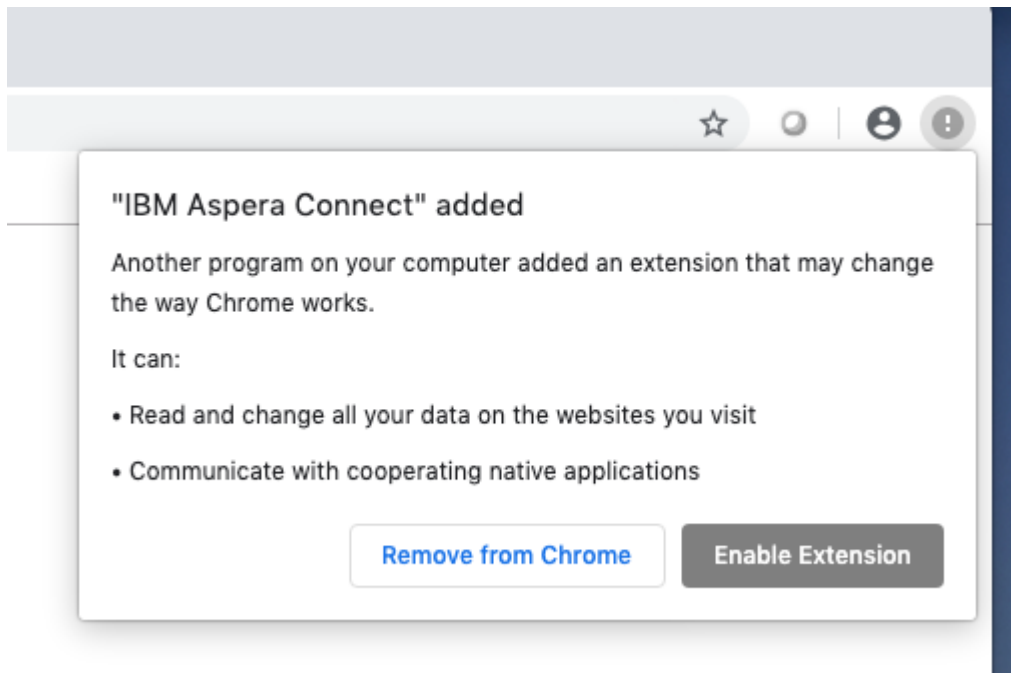 "IBM Aspera Connect" added
Another program on your computer added an extension that may change
the way Chrome works.
It can:
• Read and change all your data on the websites you visit
• Communicate with cooperating native applications
Remove from Chrome
Enable Extension